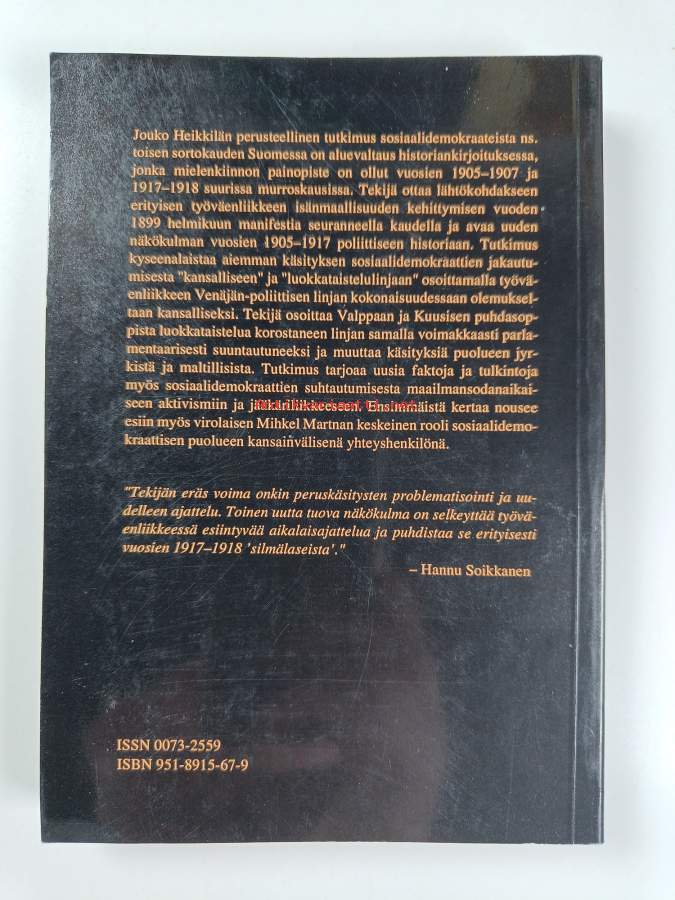 Jouko Heikkilän perusteellinen tutkimus sosiaalidemokraateista ns.
toisen sortokauden Suomessa on aluevaltaus historiankirjoituksessa,
jonka mielenkiinnon painopiste on ollut vuosien 1905–1907 ja
1917–1918 suurissa murroskausissa. Tekijä ottaa lähtökohdakseen
erityisen työväenliikkeen isänmaallisuuden kehittymisen vuoden
1899 helmikuun manifestia seuranneella kaudella ja avaa uuden
näkökulman vuosien 1905–1917 poliittiseen historiaan. Tutkimus
kyseenalaistaa aiemman käsityksen sosiaalidemokraattien jakautu-
misesta "kansalliseen" ja "luokkataistelulinjaan" osoittamalla työvä-
enliikkeen Venäjän-poliittisen linjan kokonaisuudessaan olemuksel-
taan kansalliseksi. Tekijä osoittaa Valppaan ja Kuusisen puhdasop-
pista luokkataistelua korostaneen linjan samalla voimakkaasti parla-
mentaarisesti suuntautuneeksi ja muuttaa käsityksiä puolueen jyr-
kistä ja maltillisista. Tutkimus tarjoaa uusia faktoja ja tulkintoja
myös sosiaalidemokraattien suhtautumisesta maailmansodanaikai-
seen aktivismiin ja jääkäriliikkeeseen. Ensimmäistä kertaa nousee
esiin myös virolaisen Mihkel Martnan keskeinen rooli sosiaalidemo-
kraattisen puolueen kansainvälisenä yhteyshenkilönä.
"Tekijän eräs voima onkin peruskäsitysten problematisointi ja uu-
delleen ajattelu. Toinen uutta tuova näkökulma on selkeyttää työvä-
enliikkeessä esiintyvää aikalaisajattelua ja puhdistaa se erityisesti
vuosien 1917–1918 'silmälaseista'."
– Hannu Soikkanen
ISSN 0073-2559
ISBN 951-8915-67-9